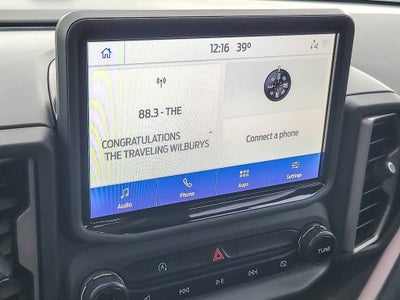 12:16 39°
88.3 - THE
CONGRATULATIONS -
THE TRAVELING WILBURYS
Connect a phone
Audio
Phone
Apps
Settings
TUNE